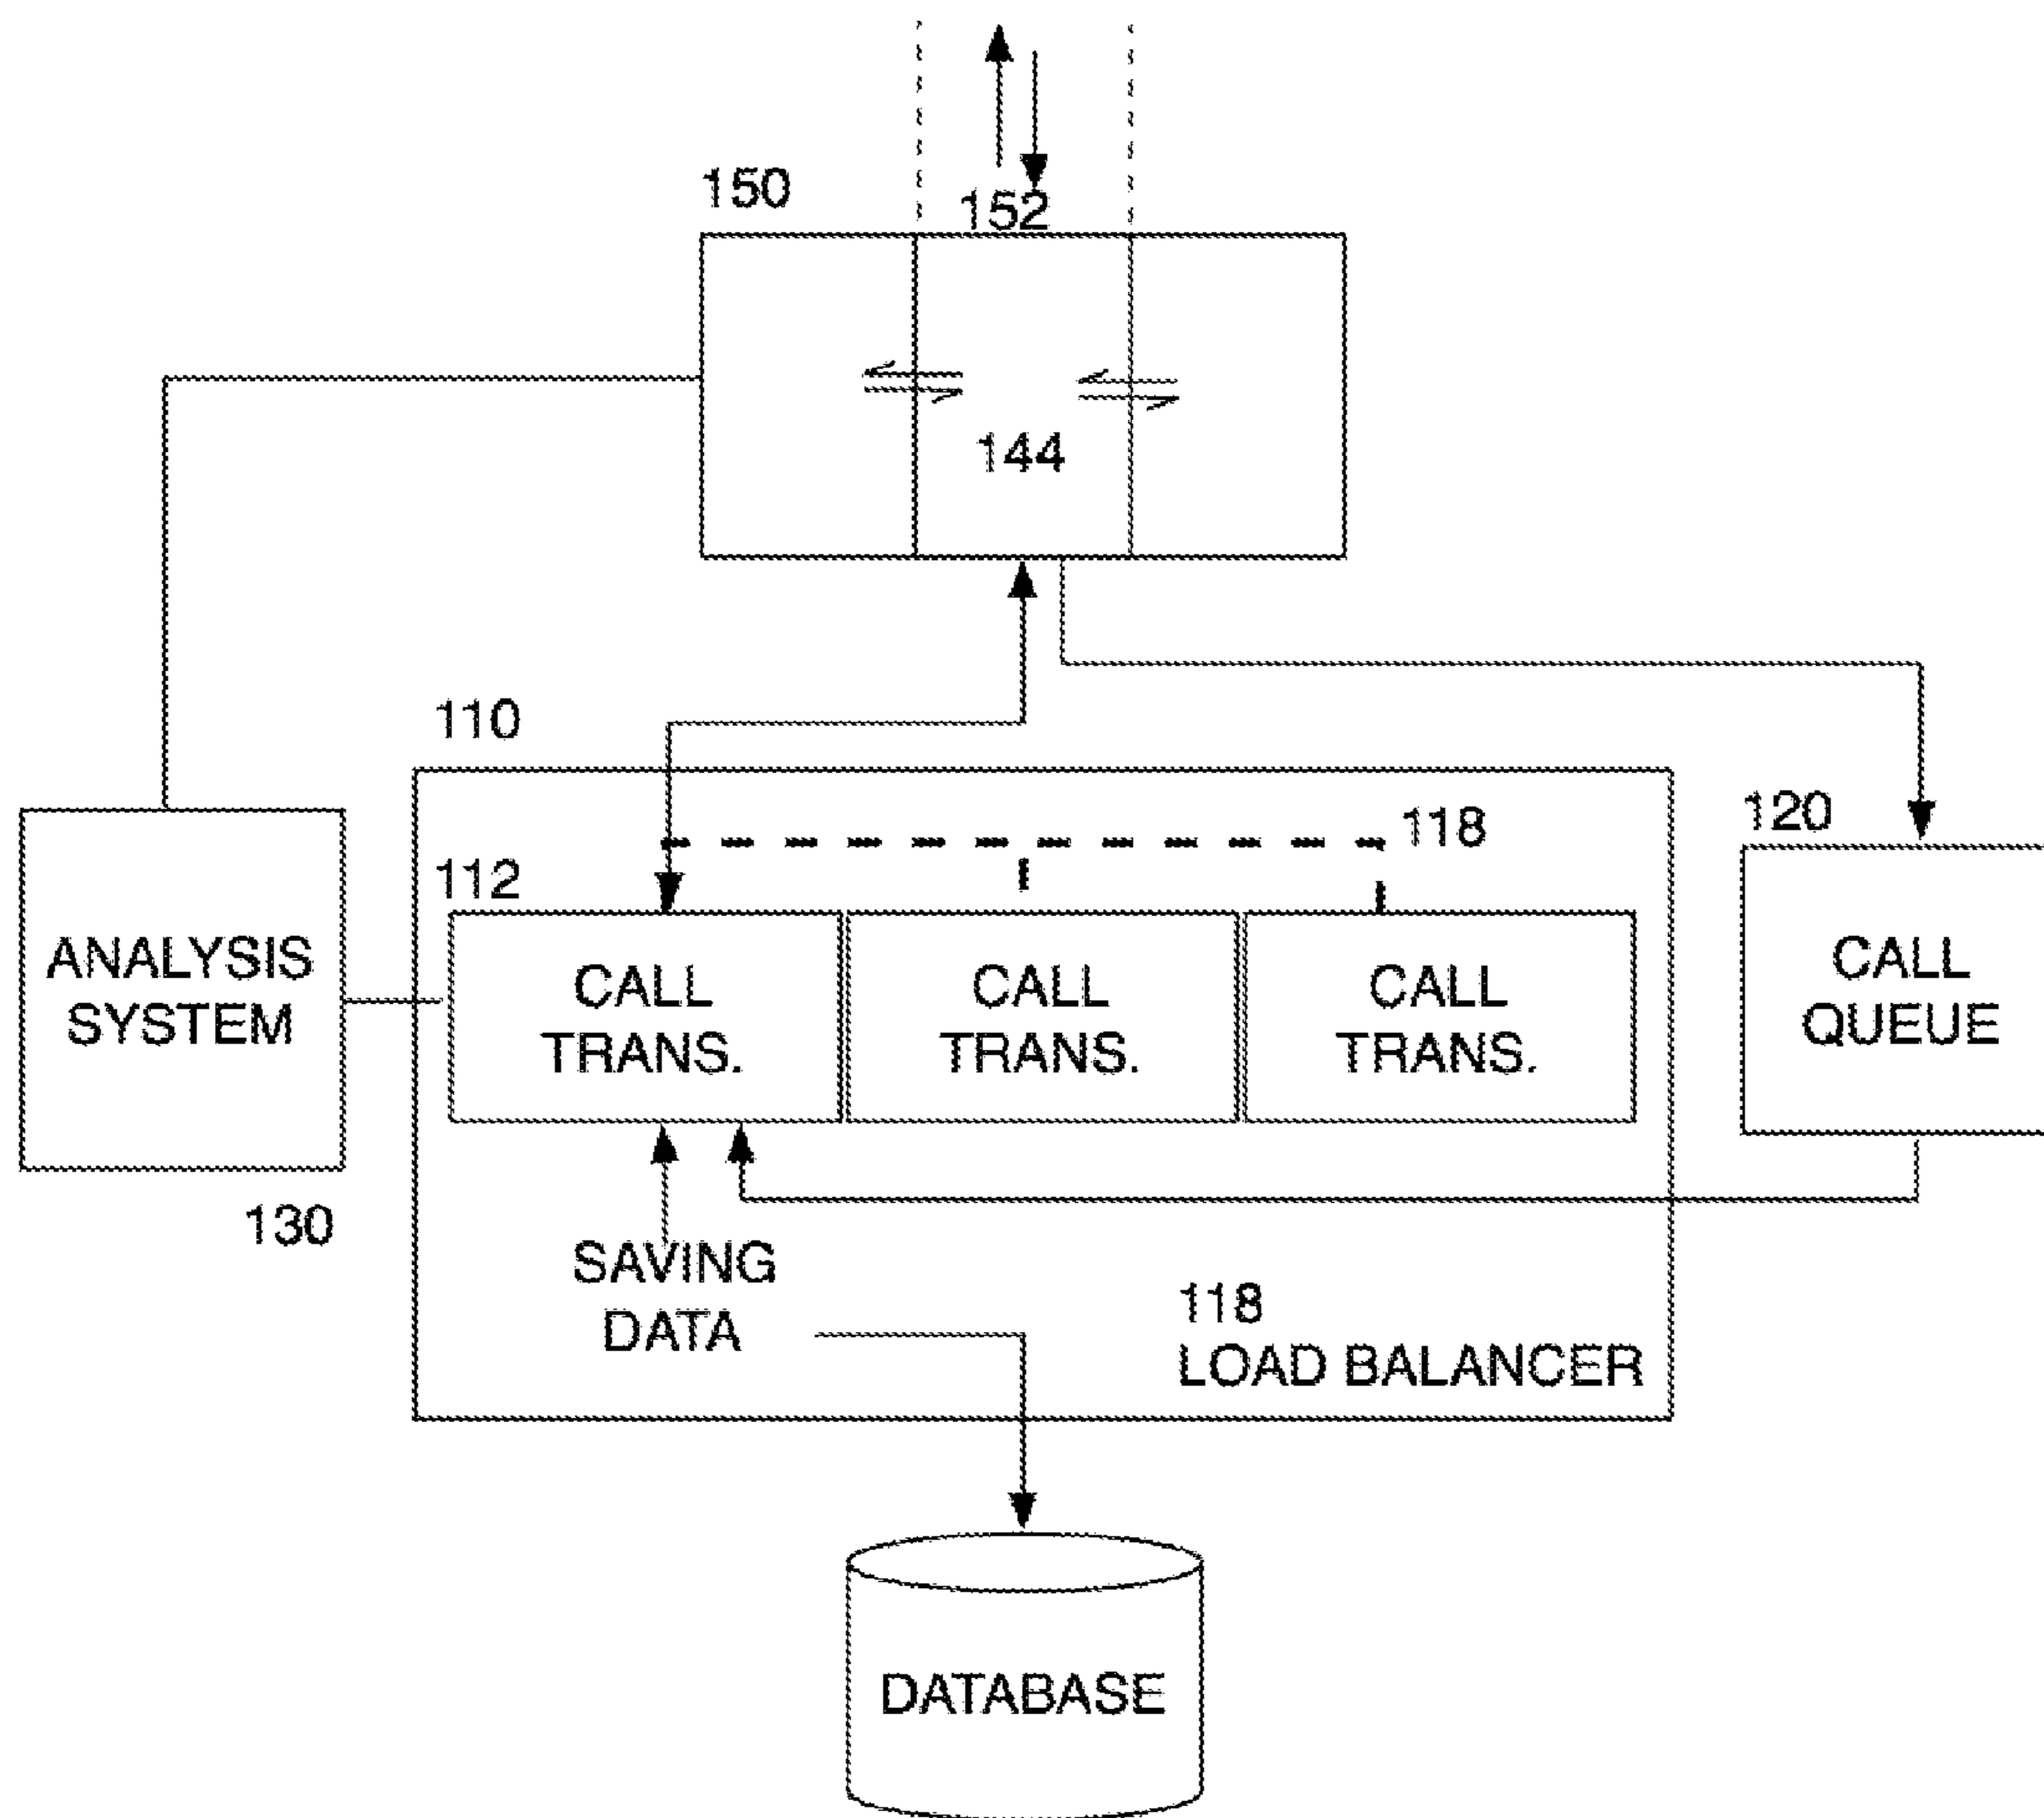 150
152
144
110
118
120
112
ANALYSIS
SYSTEM
CALL
TRANS.
CALL
TRANS.
CALL
TRANS.
CALL
QUEUE
130
SAVING
DATA
118
LOAD BALANCER
DATABASE